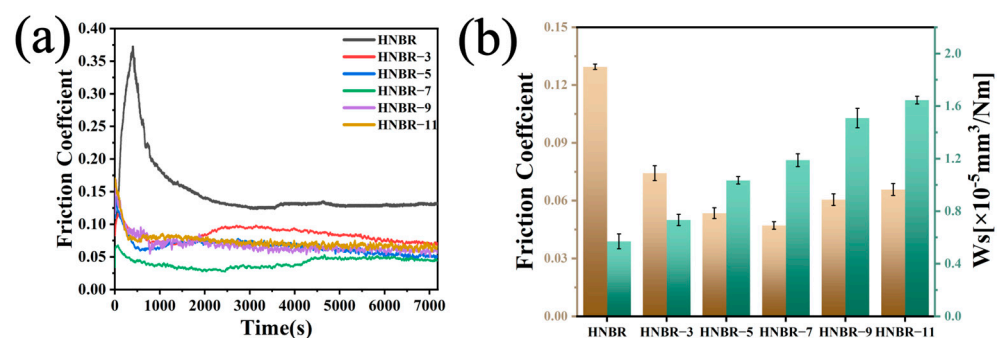 (a)
Friction Coeffcient
0.40
0.35
0.30
0.25
0.20
0.15
0.10
0.05
0.00
HNBR
HNBR−3
HNBR−5
HNBR−7
HNBR−9
HNBR−11
0 1000 2000 3000 4000 5000 6000 7000
Time(s)
(b)
Friction Coeffcient
0.15
0.12
0.09
0.06
0.03
0.00
HNBR HNBR−3 HNBR−5 HNBR−7 HNBR−9 HNBR−11
2.0
1.6
1.2
0.8
0.4
0.0
Ws[×10⁻⁵mm³/Nm]